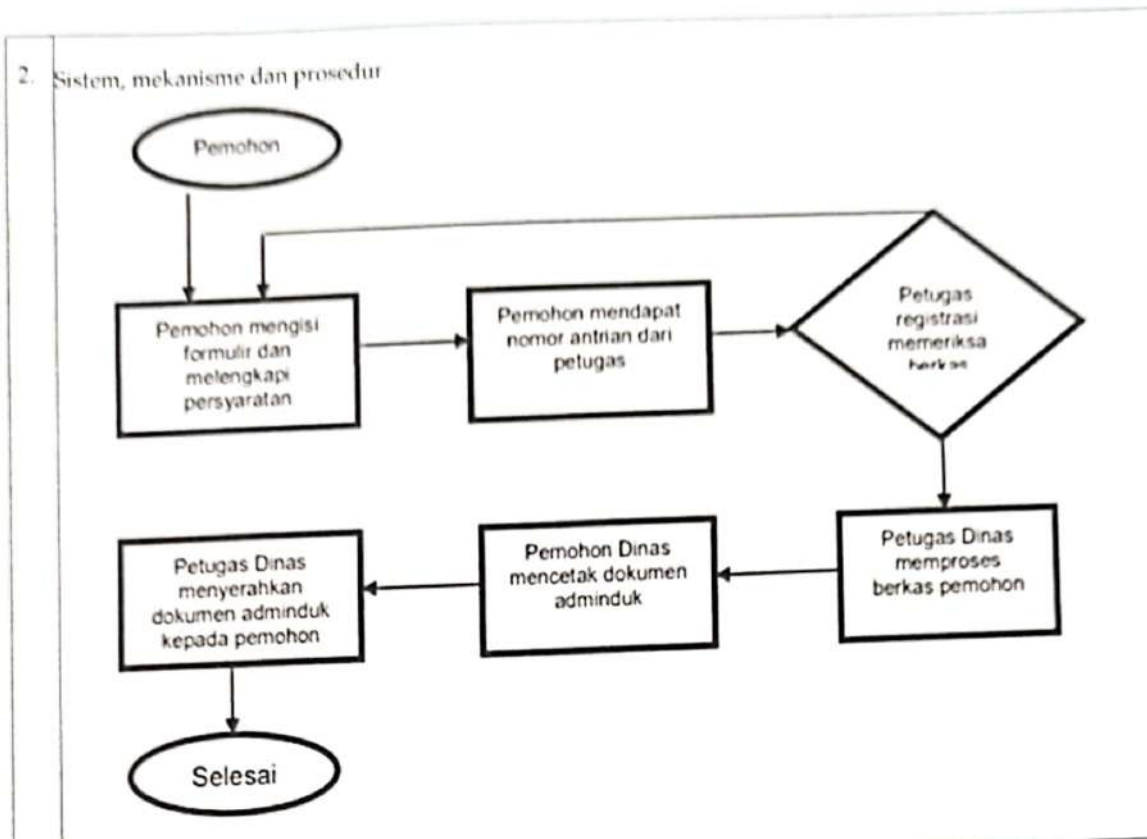 2. Sistem, mekanisme dan prosedur
Pemohon
Pemohon mengisi
formulir dan
melengkapi
persyaratan
Pemohon mendapat
nomor antrian dari
petugas
Petugas
registrasi
memeriksa
berkas
Petugas Dinas
memproses
berkas pemohon
Pemohon Dinas
mencetak dokumen
adminduk
Petugas Dinas
menyerahkan
dokumen adminduk
kepada pemohon
Selesai